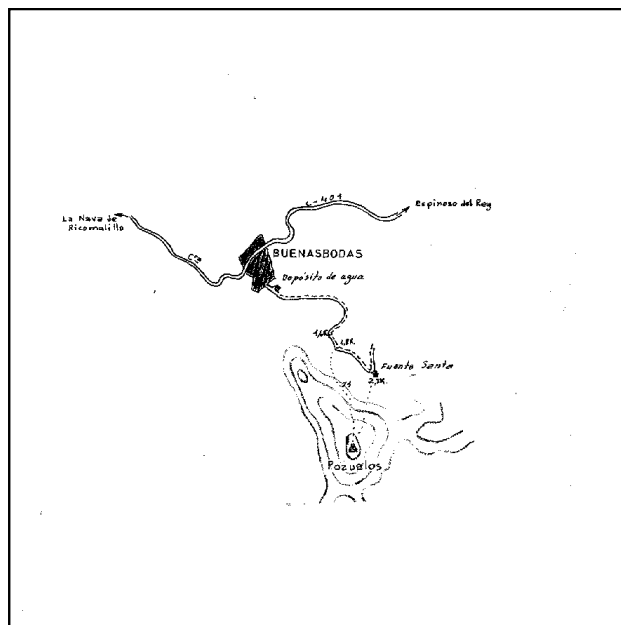 C-401
Espinoso del Rey
La Nava de
Ricomalillo
BUENASBODAS
Depósito de agua
Fuente Santa
Pozuelos